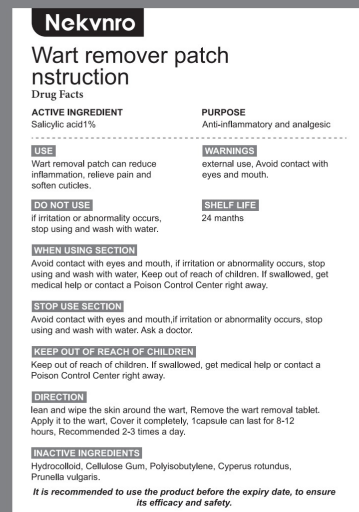 Nekvnro
Wart remover patch
nstruction
Drug Facts
ACTIVE INGREDIENT
Salicylic acid1%
PURPOSE
Anti-inflammatory and analgesic
USE
Wart removal patch can reduce
inflammation, relieve pain and
soften cuticles.
WARNINGS
external use, Avoid contact with
eyes and mouth.
DO NOT USE
if irritation or abnormality occurs,
stop using and wash with water.
SHELF LIFE
24 manths
WHEN USING SECTION
Avoid contact with eyes and mouth, if irritation or abnormality occurs, stop
using and wash with water, Keep out of reach of children. If swallowed, get
medical help or contact a Poison Control Center right away.
STOP USE SECTION
Avoid contact with eyes and mouth,if irritation or abnormality occurs, stop
using and wash with water. Ask a doctor.
KEEP OUT OF REACH OF CHILDREN
Keep out of reach of children. If swallowed, get medical help or contact a
Poison Control Center right away.
DIRECTION
lean and wipe the skin around the wart, Remove the wart removal tablet.
Apply it to the wart, Cover it completely, 1capsule can last for 8-12
hours, Recommended 2-3 times a day.
INACTIVE INGREDIENTS
Hydrocolloid, Cellulose Gum, Polyisobutylene, Cyperus rotundus,
Prunella vulgaris.
It is recommended to use the product before the expiry date, to ensure
its efficacy and safety.